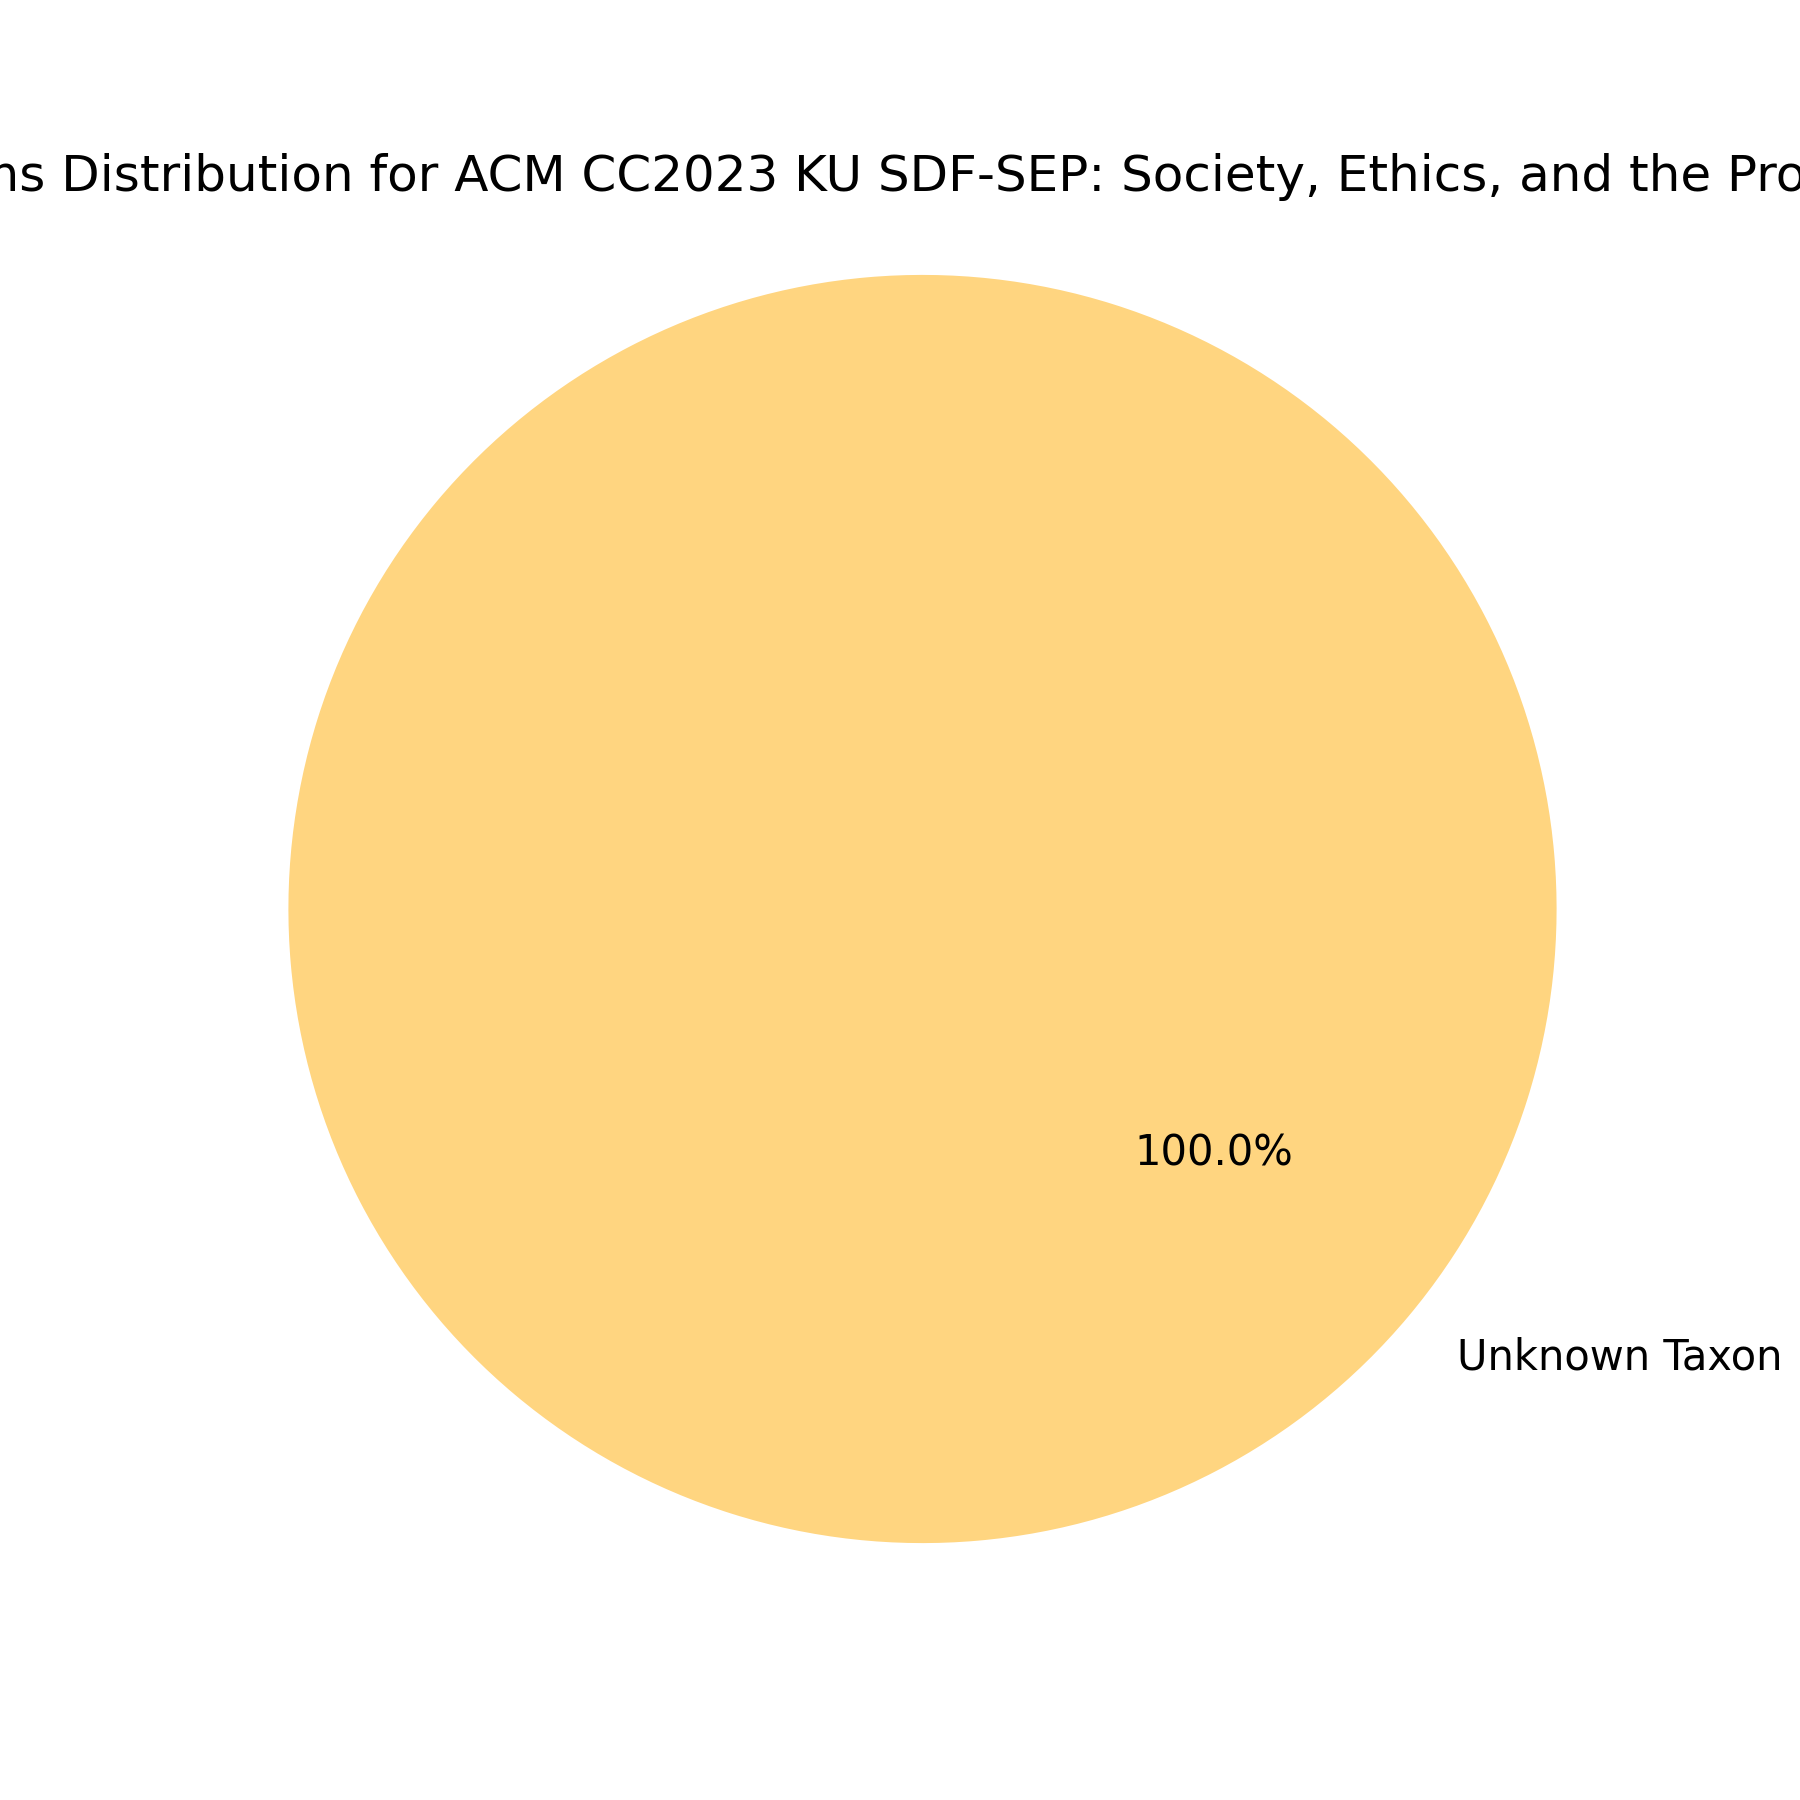 ns Distribution for ACM CC2023 KU SDF-SEP: Society, Ethics, and the Pro
100.0%
Unknown Taxon